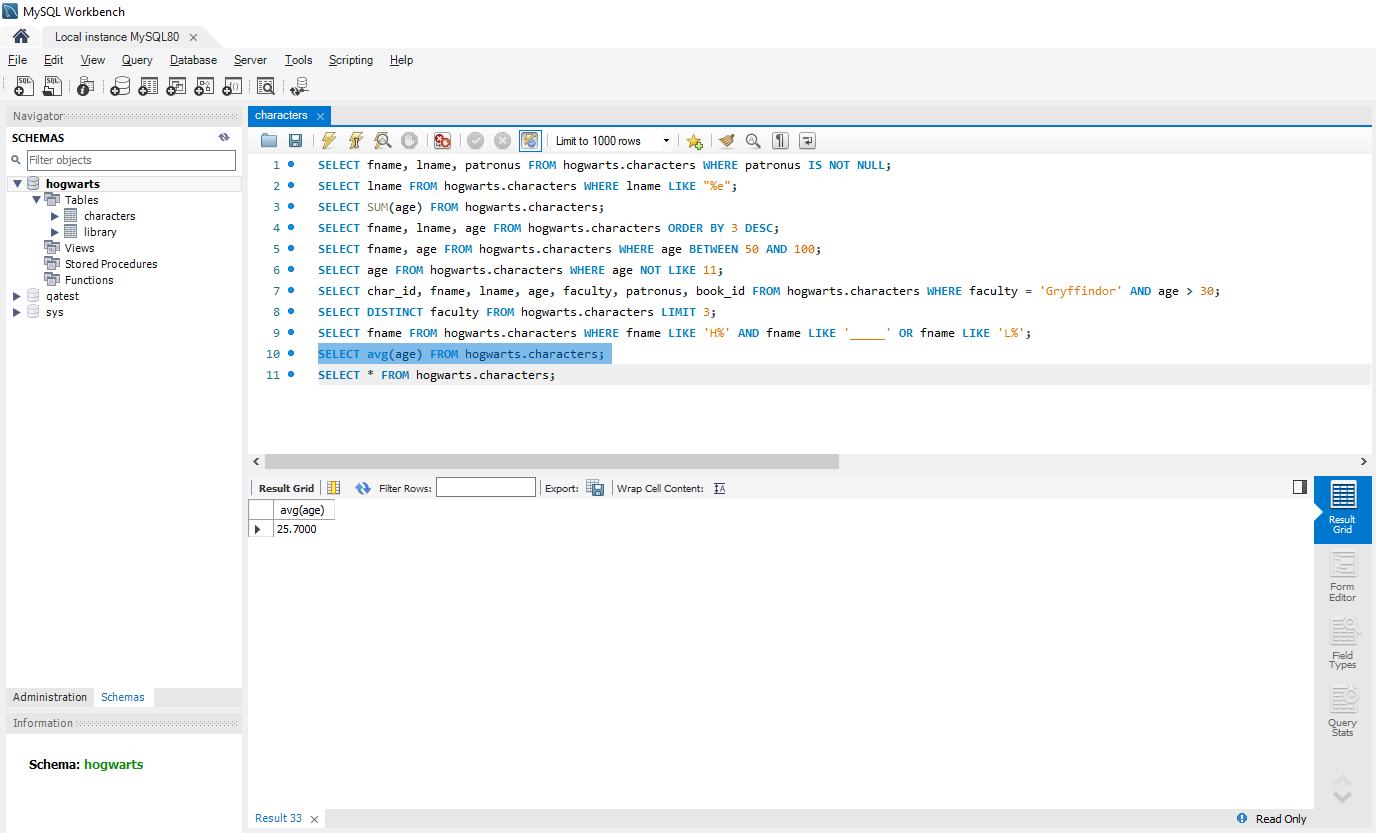 MySQL Workbench
Local instance MySQL80
File Edit View Query Database Server Tools Scripting Help
Navigator
SCHEMAS
Filter objects
hogwarts
Tables
characters
library
Views
Stored Procedures
Functions
qatest
sys
Administration Schemas
Information
Schema: hogwarts
characters
Limit to 1000 rows
1 SELECT fname, lname, patronus FROM hogwarts.characters WHERE patronus IS NOT NULL;
2 SELECT lname FROM hogwarts.characters WHERE lname LIKE "%e";
3 SELECT SUM(age) FROM hogwarts.characters;
4 SELECT fname, lname, age FROM hogwarts.characters ORDER BY 3 DESC;
5 SELECT fname, age FROM hogwarts.characters WHERE age BETWEEN 50 AND 100;
6 SELECT age FROM hogwarts.characters WHERE age NOT LIKE 11;
7 SELECT char_id, fname, lname, age, faculty, patronus, book_id FROM hogwarts.characters WHERE faculty = 'Gryffindor' AND age > 30;
8 SELECT DISTINCT faculty FROM hogwarts.characters LIMIT 3;
9 SELECT fname FROM hogwarts.characters WHERE fname LIKE 'H%' AND fname LIKE '_____' OR fname LIKE 'L%';
10 SELECT avg(age) FROM hogwarts.characters;
11 SELECT * FROM hogwarts.characters;
Result Grid Filter Rows: Export: Wrap Cell Content:
avg(age)
25.7000
Result
Grid
Form
Editor
Field
Types
Query
Stats
Result 33
Read Only